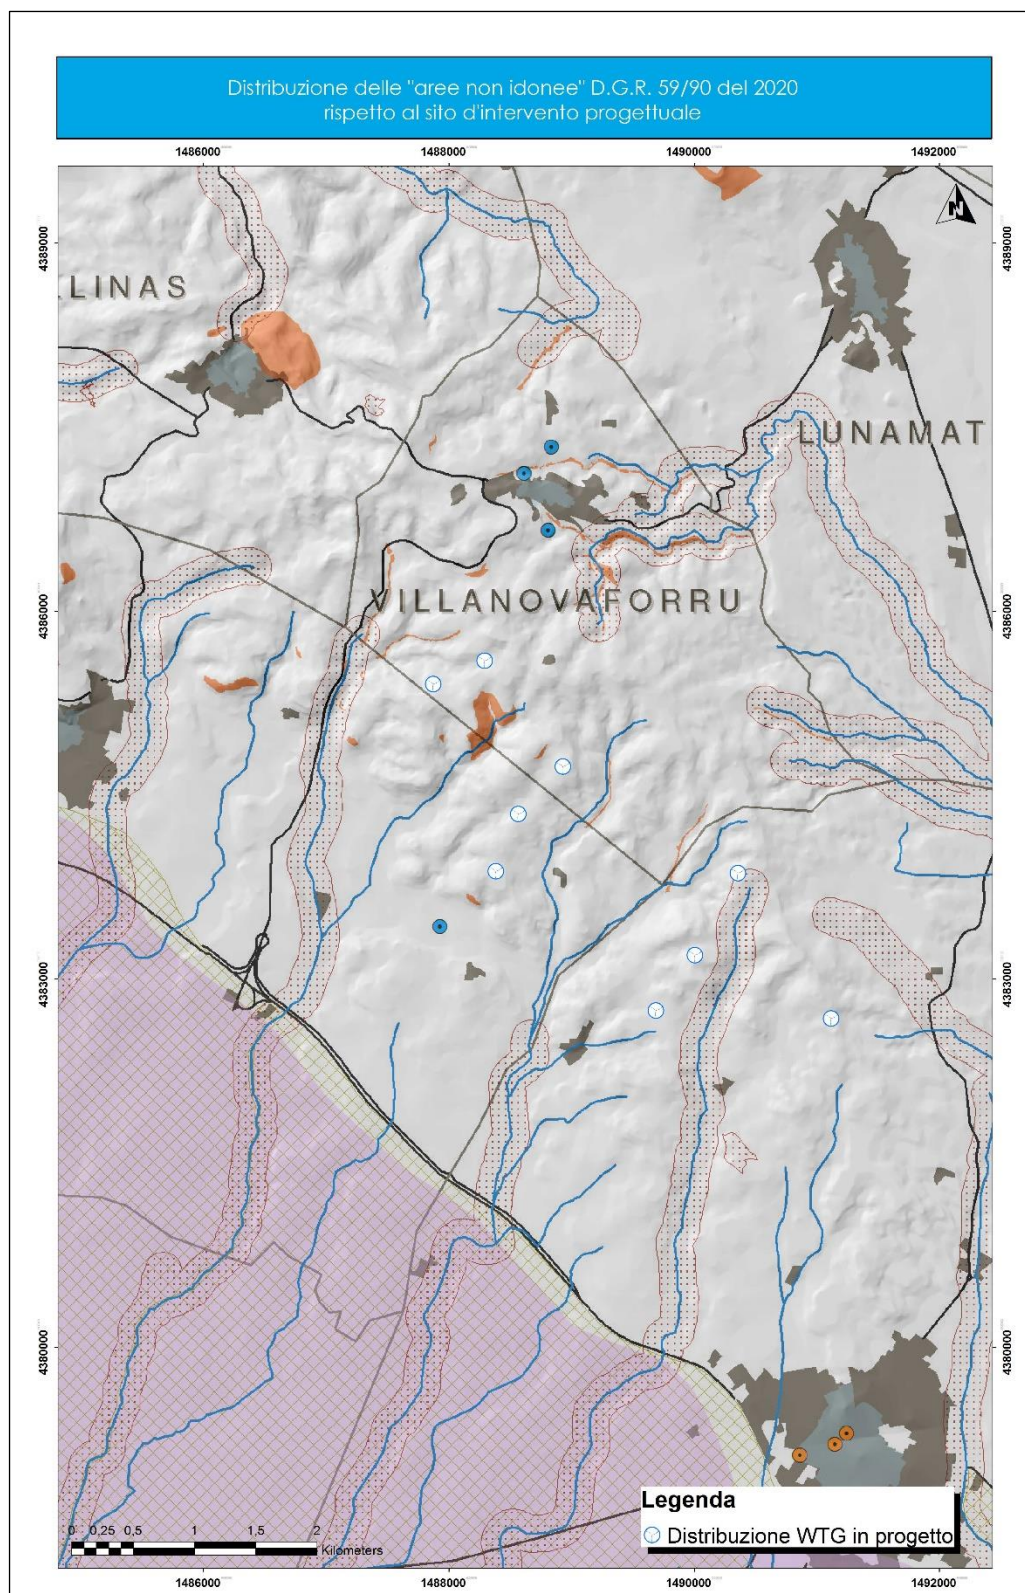 Distribuzione delle "aree non idonee" D.G.R. 59/90 del 2020
rispetto al sito d'intervento progettuale
1486000 1488000 1490000 1492000
N
4389000 4389000
LINAS
LUNAMAT
4386000 4386000
VILLANOVAFORRU
4383000 4383000
4380000 4380000
Legenda
Distribuzione WTG in progetto
0 0,25 0,5 1 1,5 2
Kilometers
1486000 1488000 1490000 1492000